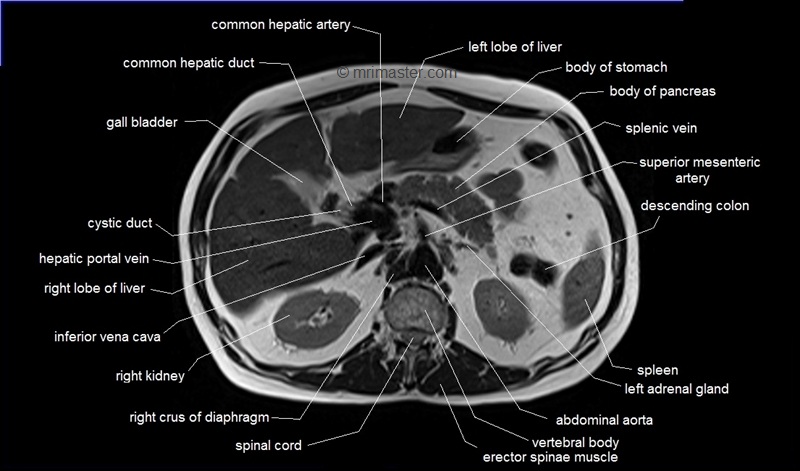 common hepatic artery
left lobe of liver
common hepatic duct
© mrimaster.com
body of stomach
body of pancreas
gall bladder
splenic vein
superior mesenteric
artery
descending colon
cystic duct
hepatic portal vein
right lobe of liver
inferior vena cava
right kidney
spleen
left adrenal gland
right crus of diaphragm
abdominal aorta
spinal cord
vertebral body
erector spinae muscle